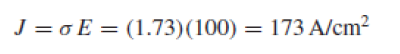 J = σ E = (1.73)(100) = 173 A/cm²